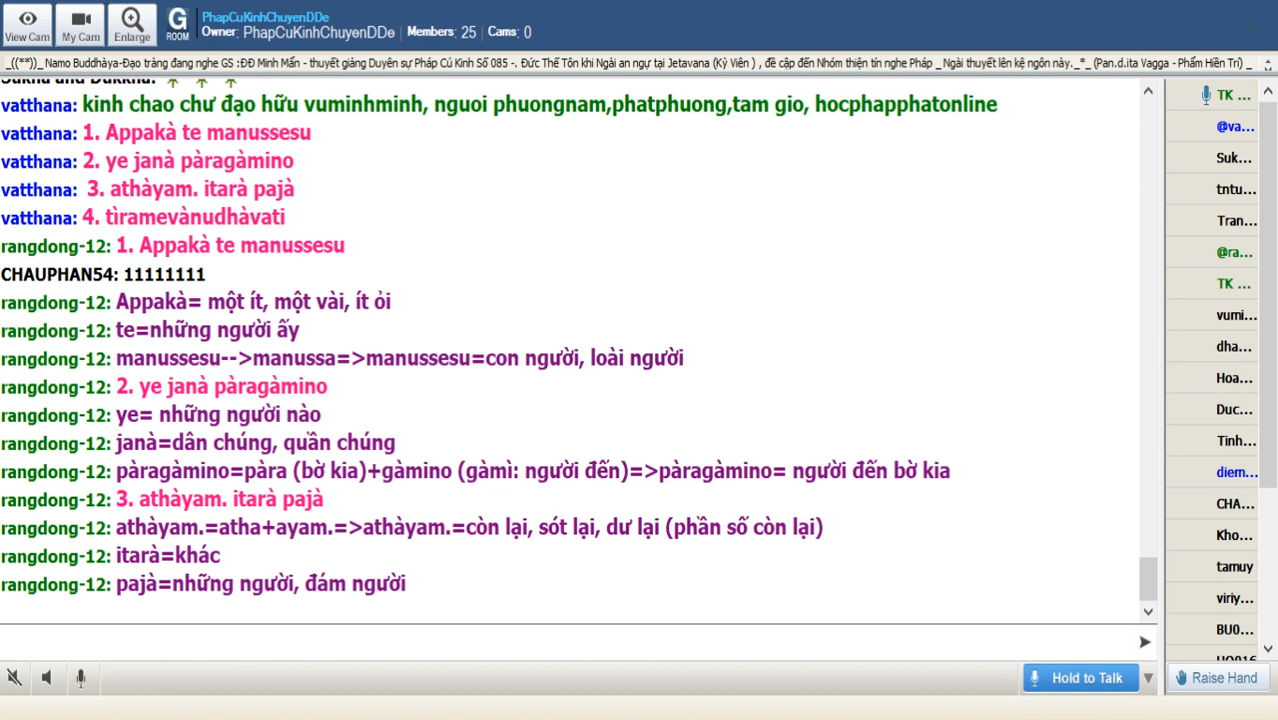 View Cam
My Cam
Enlarge
G
ROOM
PhapCuKinhChuyenDDe
Owner: PhapCuKinhChuyenDDe Members: 25 Cams: 0
_((**))_ Namo Buddhàya-Đạo tràng đang nghe GS :ĐĐ Minh Mẫn - thuyết giảng Duyên sự Pháp Cú Kinh Số 085 -. Đức Thế Tôn khi Ngài an ngự tại Jetavana (Kỳ Viên ) , đề cập đến Nhóm thiện tín nghe Pháp _ Ngài thuyết lên kệ ngôn này._*_ (Pan.d.ita Vagga - Phẩm Hiền Trí) _
Sukha and Dukkha:
vatthana: kinh chao chư đạo hữu vuminhminh, nguoi phuongnam,phatphuong,tam gio, hocphapphatonline
vatthana: 1. Appakà te manussesu
vatthana: 2. ye janà pàragàmino
vatthana: 3. athàyam. itarà pajà
vatthana: 4. tìramevànudhàvati
rangdong-12: 1. Appakà te manussesu
CHAUPHAN54: 11111111
rangdong-12: Appakà= một ít, một vài, ít ỏi
rangdong-12: te=những người ấy
rangdong-12: manussesu-->manussa=>manussesu=con người, loài người
rangdong-12: 2. ye janà pàragàmino
rangdong-12: ye= những người nào
rangdong-12: janà=dân chúng, quần chúng
rangdong-12: pàragàmino=pàra (bờ kia)+gàmino (gàmì: người đến)=>pàragàmino= người đến bờ kia
rangdong-12: 3. athàyam. itarà pajà
rangdong-12: athàyam.=atha+ayam.=>athàyam.=còn lại, sót lại, dư lại (phần số còn lại)
rangdong-12: itarà=khác
rangdong-12: pajà=những người, đám người
TK ...
@va...
Suk...
tntu...
Tran...
@ra...
TK ...
vumi...
dha...
Hoa...
Duc...
Tinh...
diem...
CHA...
Kho...
tamuy
viriy...
BU0...
Hold to Talk
Raise Hand